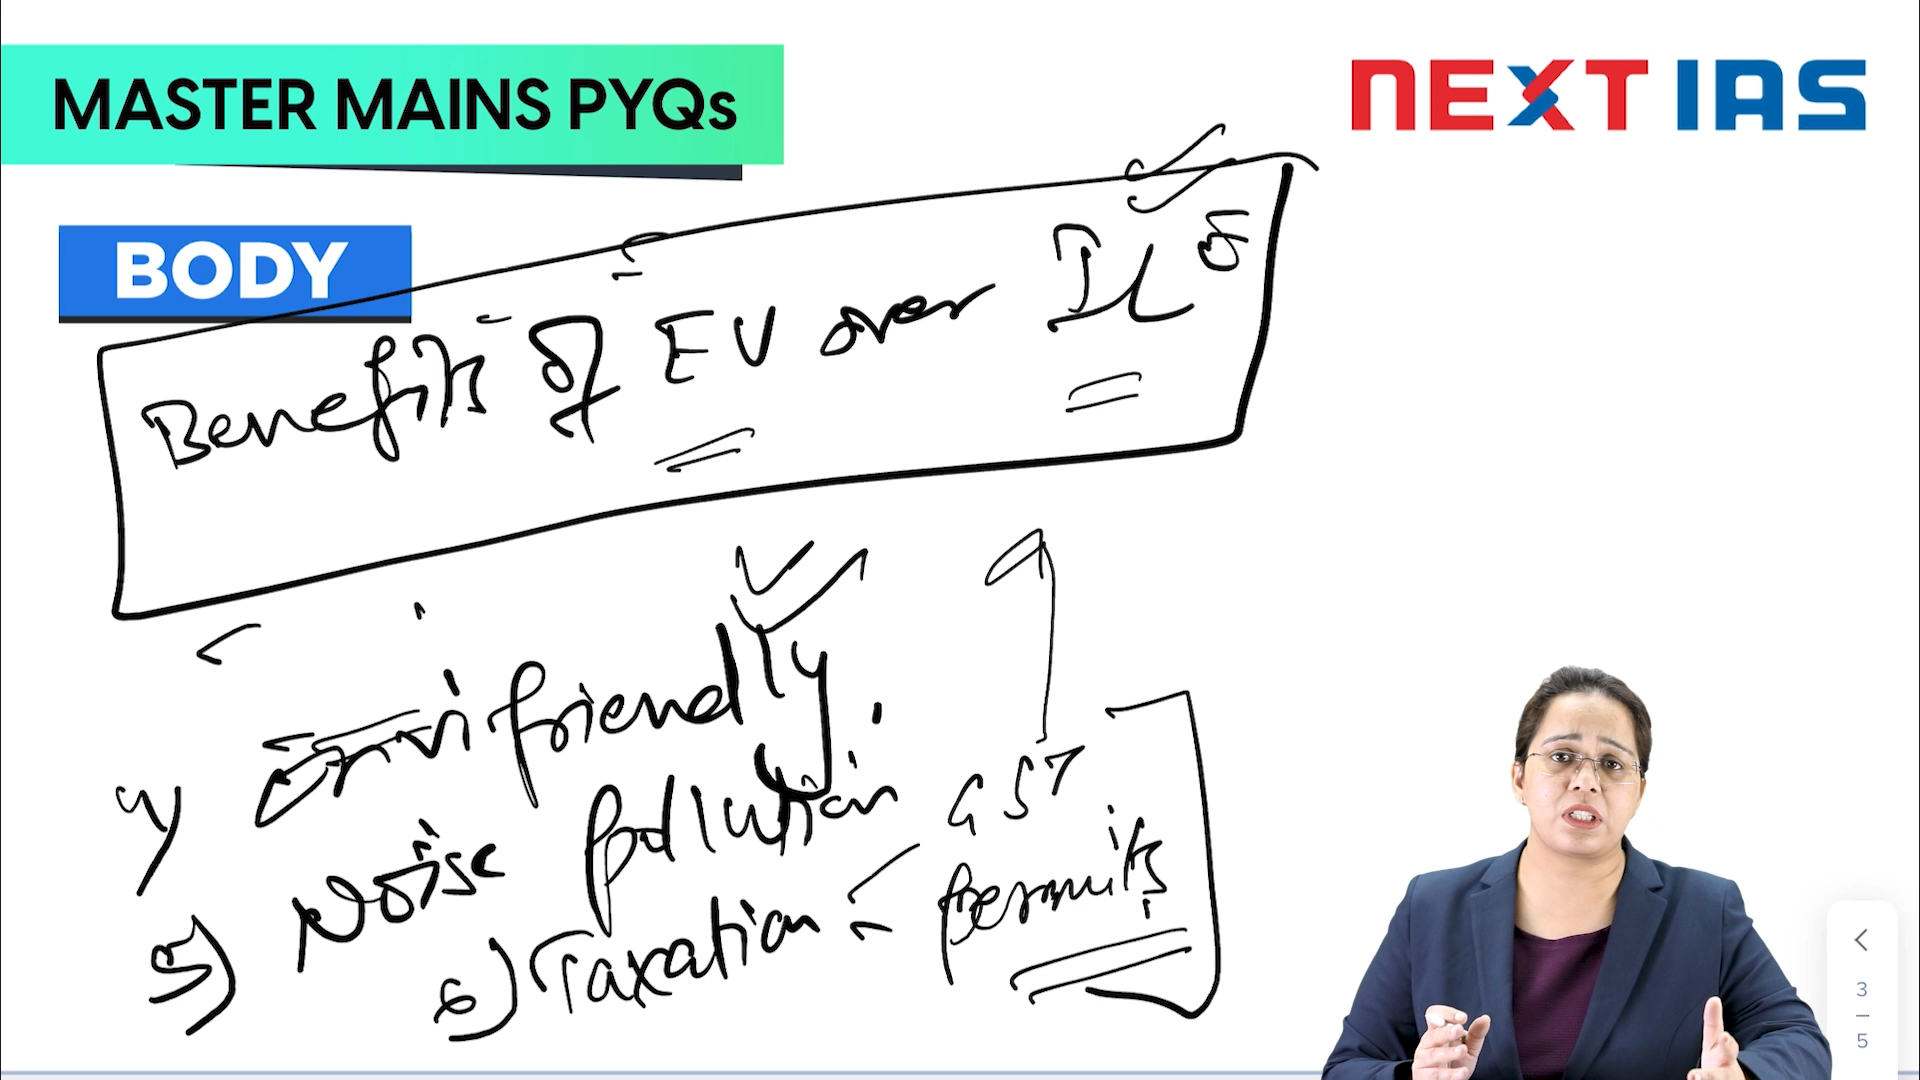 MASTER MAINS PYQs
NEXT IAS
BODY
Benefits of EV over
4) Envi friendly
5) Noise pollution
GST
6) Taxation permits
3
5